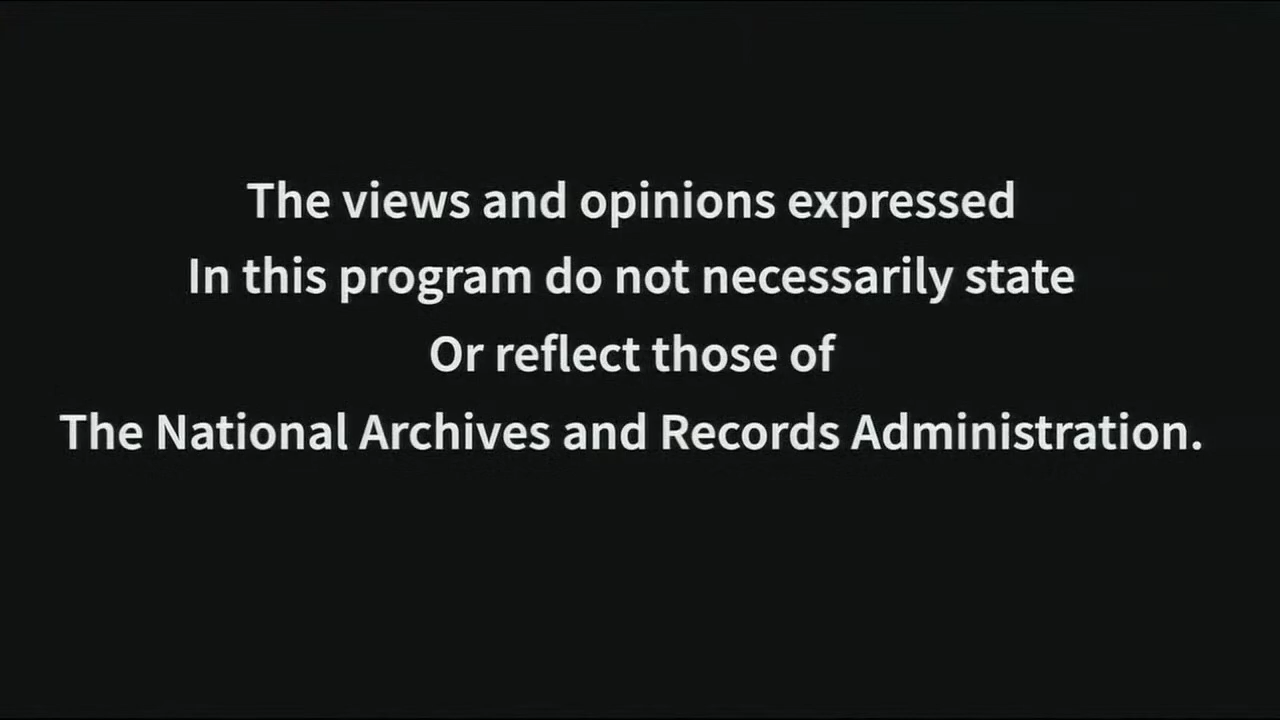 The views and opinions expressed
In this program do not necessarily state
Or reflect those of
The National Archives and Records Administration.